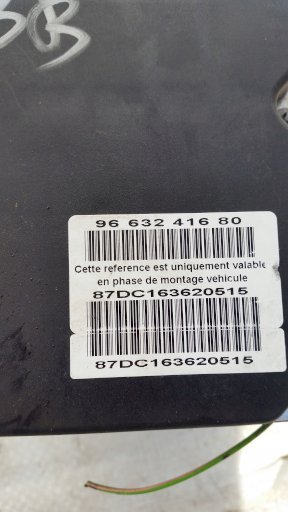 96 632 416 80
Cette reference est uniquement valable
en phase de montage vehicule
87DC163620515
87DC163620515